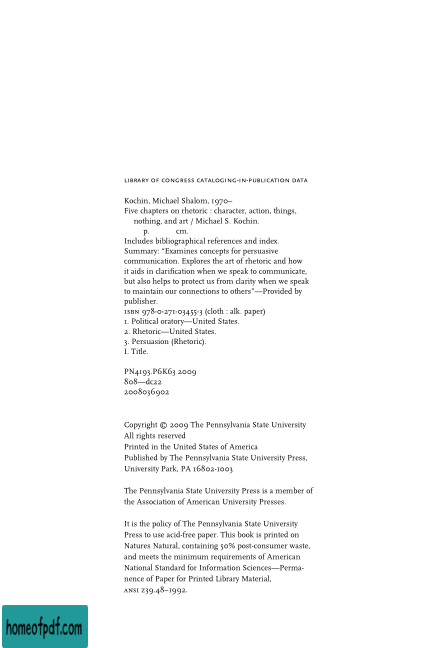 LIBRARY OF CONGRESS CATALOGING-IN-PUBLICATION DATA
Kochin, Michael Shalom, 1970–
Five chapters on rhetoric : character, action, things,
nothing, and art / Michael S. Kochin.
p. cm.
Includes bibliographical references and index.
Summary: “Examines concepts for persuasive
communication. Explores the art of rhetoric and how
it aids in clarification when we speak to communicate,
but also helps to protect us from clarity when we speak
to maintain our connections to others”—Provided by
publisher.
ISBN 978-0-271-03455-3 (cloth : alk. paper)
1. Political oratory—United States.
2. Rhetoric—United States.
3. Persuasion (Rhetoric).
I. Title.
PN4193.P6K63 2009
808—dc22
2008036902
Copyright © 2009 The Pennsylvania State University
All rights reserved
Printed in the United States of America
Published by The Pennsylvania State University Press,
University Park, PA 16802-1003
The Pennsylvania State University Press is a member of
the Association of American University Presses.
It is the policy of The Pennsylvania State University
Press to use acid-free paper. This book is printed on
Natures Natural, containing 50% post-consumer waste,
and meets the minimum requirements of American
National Standard for Information Sciences—Perma-
nence of Paper for Printed Library Material,
ANSI Z39.48–1992.
homeofpdf.com